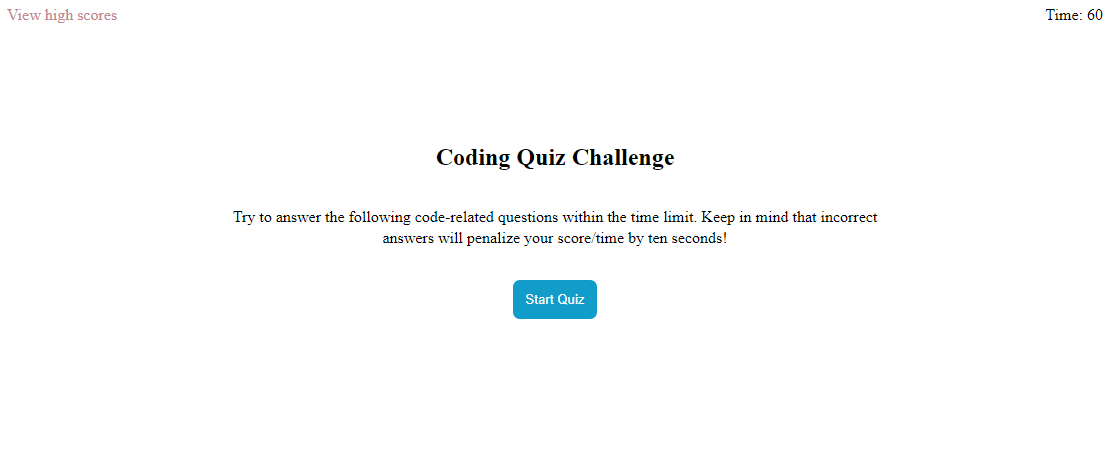 View high scores
Time: 60
Coding Quiz Challenge
Try to answer the following code-related questions within the time limit. Keep in mind that incorrect
answers will penalize your score/time by ten seconds!
Start Quiz